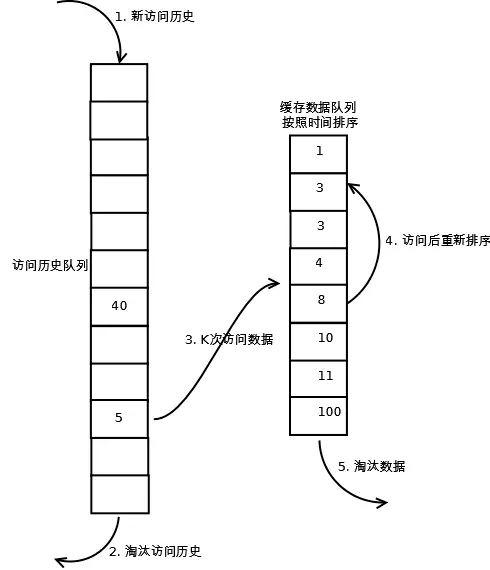 1. 新访问历史
缓存数据队列
按照时间排序
1
3
3
4
8
10
11
100
4. 访问后重新排序
访问历史队列
40
3. K次访问数据
5
5. 淘汰数据
2. 淘汰访问历史